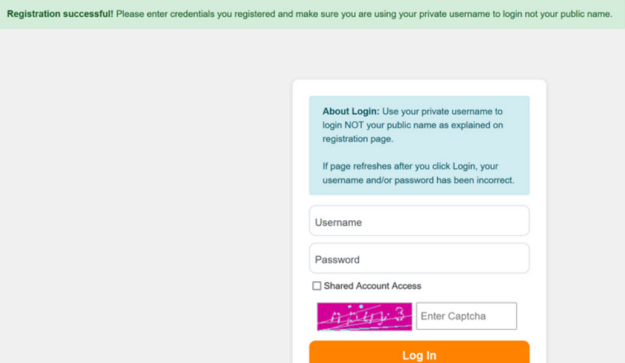 Registration successful! Please enter credentials you registered and make sure you are using your private username to login not your public name.
About Login: Use your private username to
login NOT your public name as explained on
registration page.
If page refreshes after you click Login, your
username and/or password has been incorrect.
Username
Password
Shared Account Access
Enter Captcha
Log In